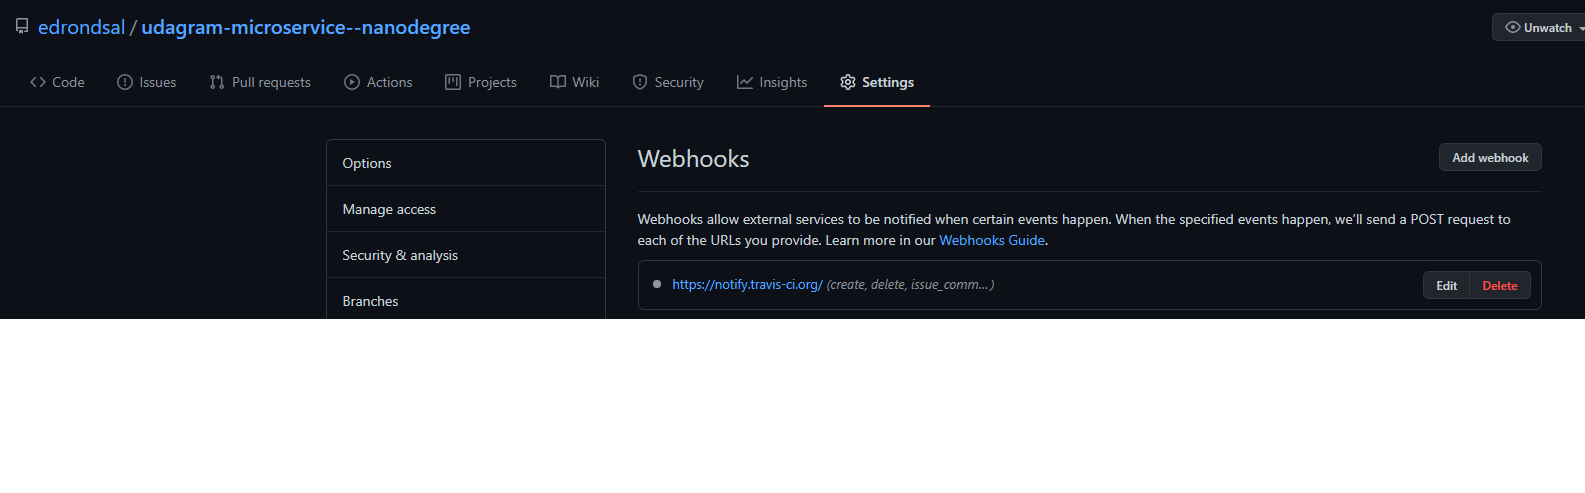 edrondsal / udagram-microservice--nanodegree
Unwatch
Code Issues Pull requests Actions Projects Wiki Security Insights Settings
Options
Manage access
Security & analysis
Branches
Webhooks
Add webhook
Webhooks allow external services to be notified when certain events happen. When the specified events happen, we’ll send a POST request to
each of the URLs you provide. Learn more in our Webhooks Guide.
https://notify.travis-ci.org/ (create, delete, issue_comm… )
Edit Delete